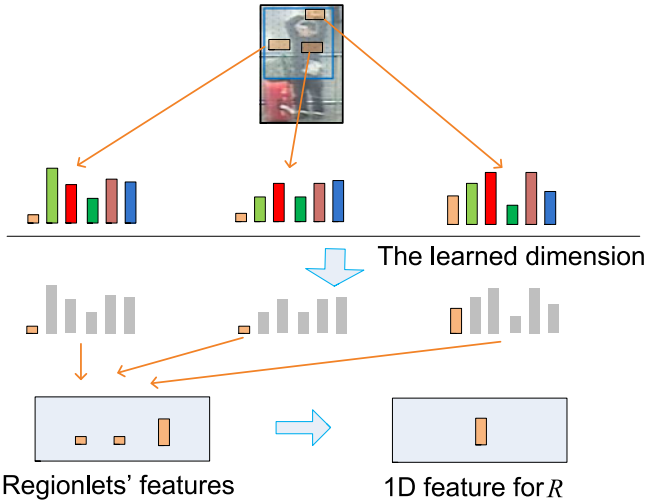 The learned dimension
Regionlets’ features
1D feature for R